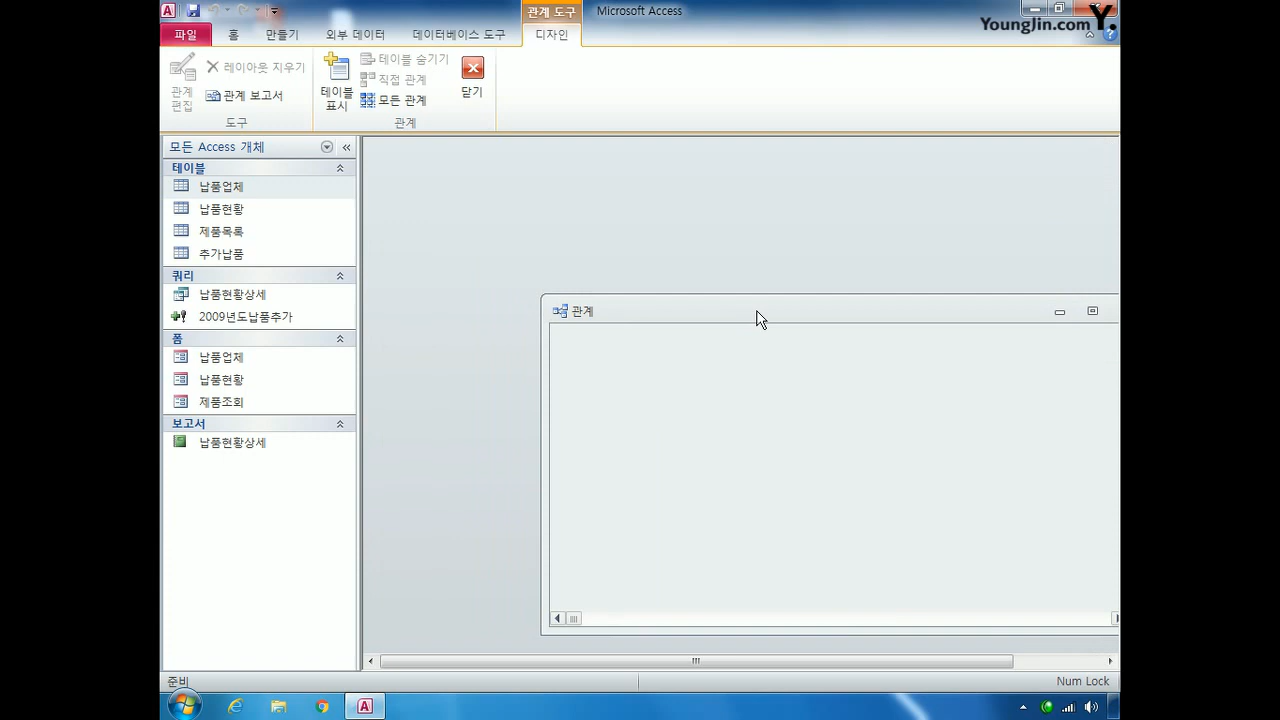 관계 도구
Microsoft Access
YoungJin.com Y.
파일
홈
만들기
외부 데이터
데이터베이스 도구
디자인
관계
편집
레이아웃 지우기
관계 보고서
도구
테이블
표시
테이블 숨기기
직접 관계
모든 관계
관계
닫기
모든 Access 개체
테이블
납품업체
납품현황
제품목록
추가납품
쿼리
납품현황상세
2009년도납품추가
폼
납품업체
납품현황
제품조회
보고서
납품현황상세
관계
준비
Num Lock